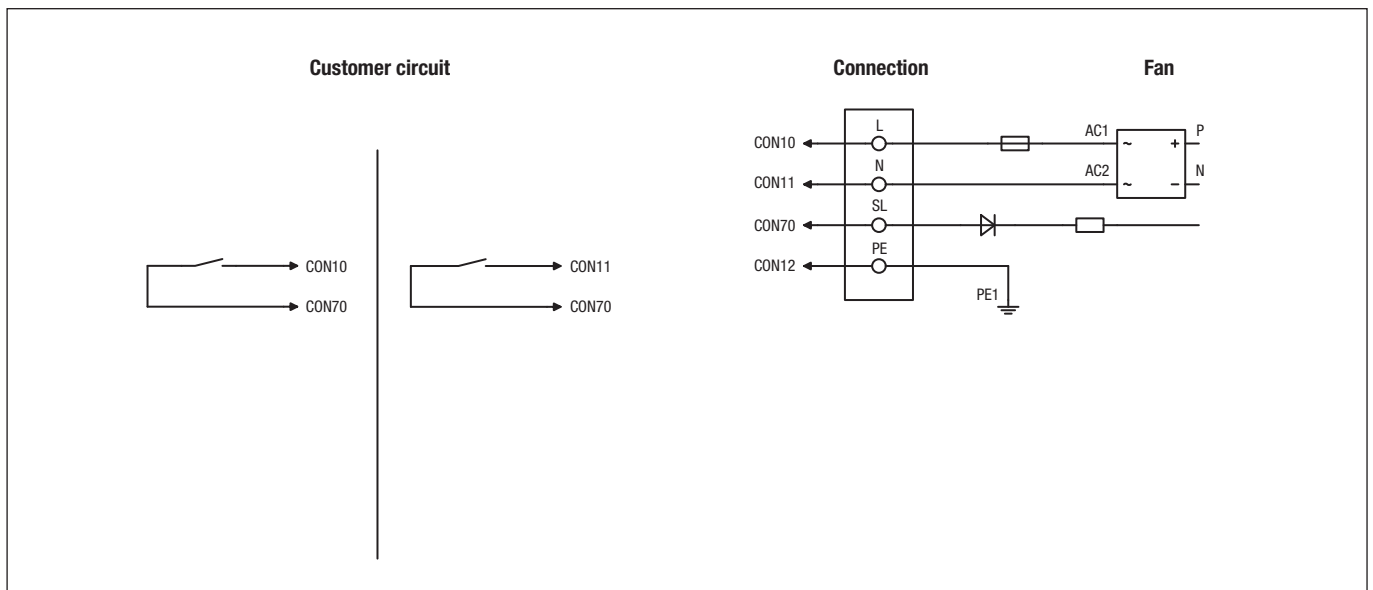 Customer circuit
Connection
Fan
L
CON10
AC1
~
+
P
N
CON11
AC2
~
−
N
SL
CON70
PE
CON12
PE1
CON10
CON70
CON11
CON70